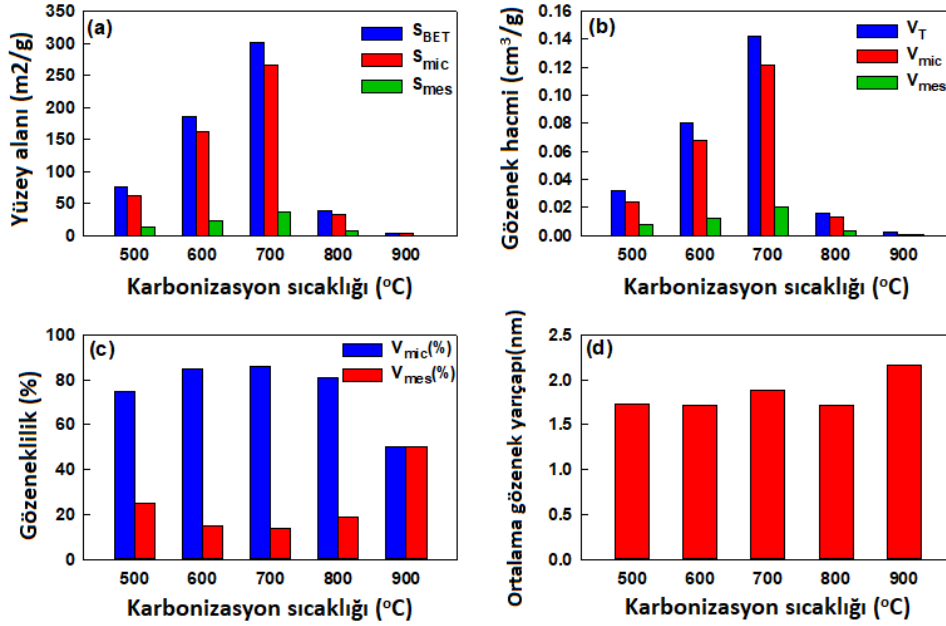 (a)
S_BET
S_mic
S_mes
Yüzey alanı (m2/g)
350
300
250
200
150
100
50
0
500 600 700 800 900
Karbonizasyon sıcaklığı (°C)
(b)
V_T
V_mic
V_mes
Gözenek hacmi (cm³/g)
0.16
0.14
0.12
0.10
0.08
0.06
0.04
0.02
0.00
500 600 700 800 900
Karbonizasyon sıcaklığı (°C)
(c)
V_mic(%)
V_mes(%)
Gözeneklilik (%)
100
80
60
40
20
0
500 600 700 800 900
Karbonizasyon sıcaklığı (°C)
(d)
Ortalama gözenek yarıçapı(nm)
2.5
2.0
1.5
1.0
0.5
0.0
500 600 700 800 900
Karbonizasyon sıcaklığı (°C)